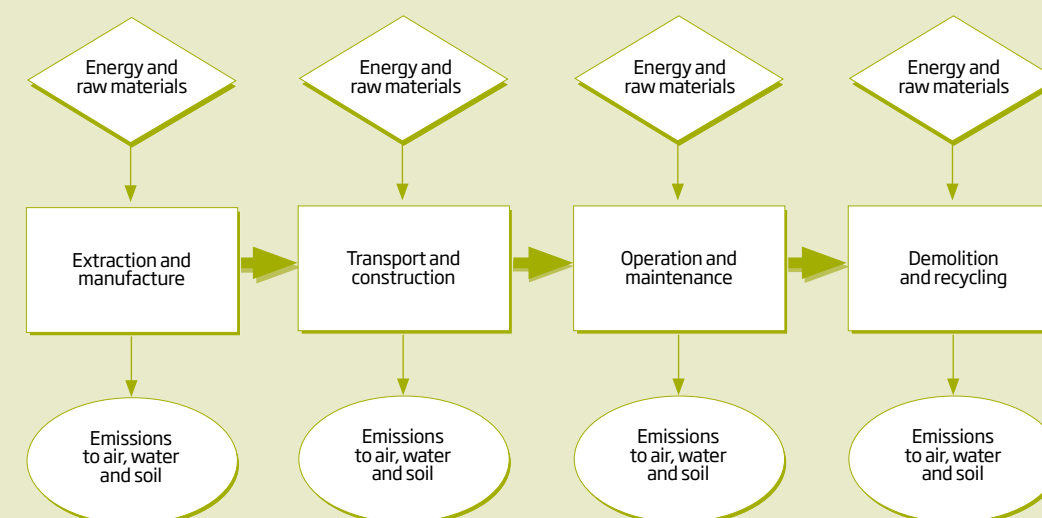 Energy and
raw materials
Energy and
raw materials
Energy and
raw materials
Energy and
raw materials
Extraction and
manufacture
Transport and
construction
Operation and
maintenance
Demolition
and recycling
Emissions
to air, water
and soil
Emissions
to air, water
and soil
Emissions
to air, water
and soil
Emissions
to air, water
and soil